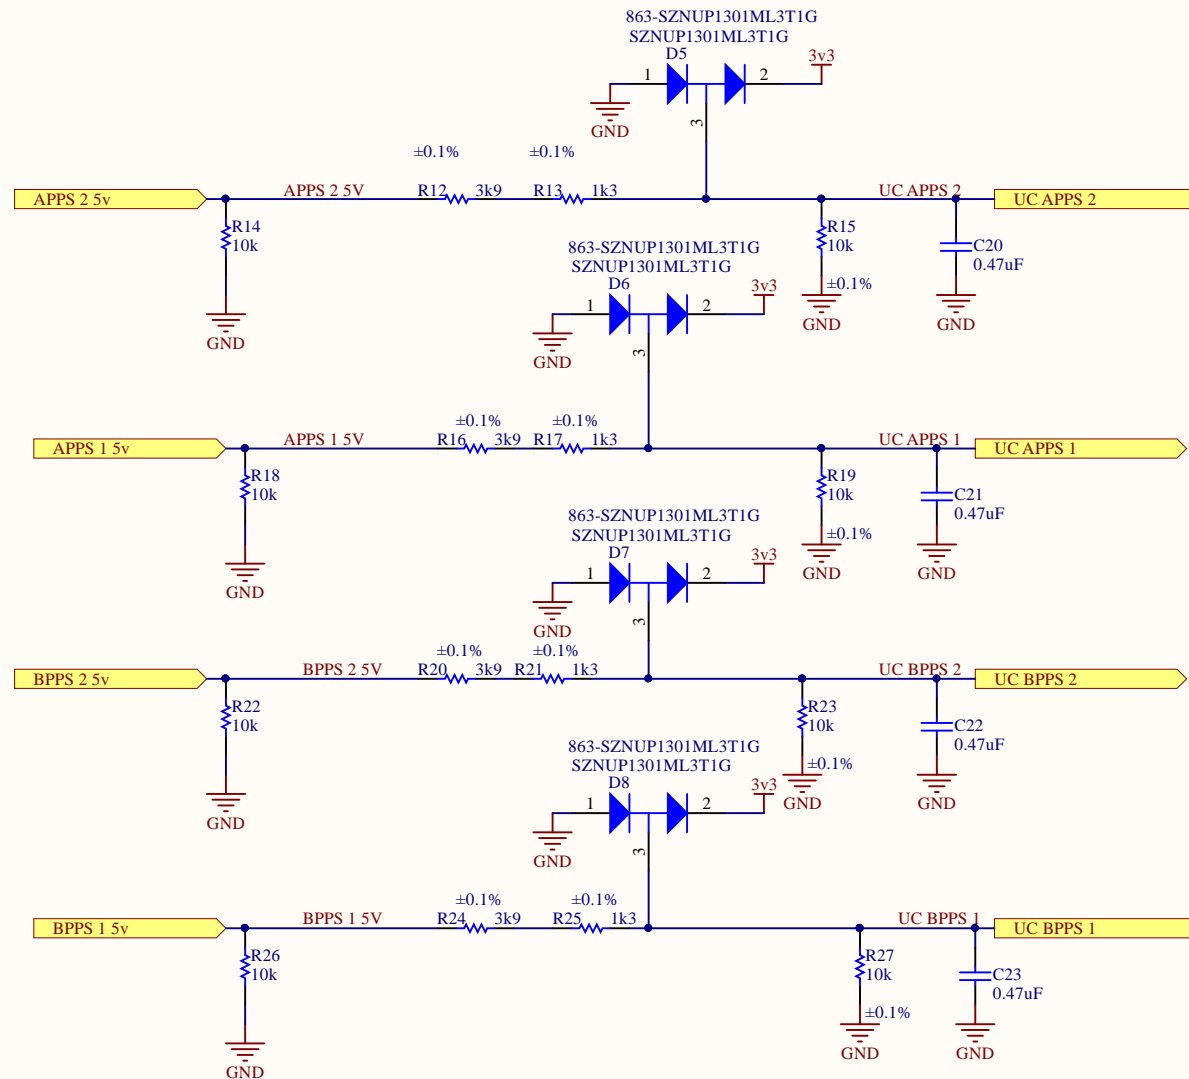 863-SZNUP1301ML3T1G
SZNUP1301ML3T1G
D5
3v3
1
2
GND
3
±0.1%
±0.1%
APPS 2 5v
APPS 2 5V
R12
3k9
R13
1k3
UC APPS 2
UC APPS 2
R14
10k
R15
10k
C20
0.47uF
±0.1%
GND
GND
GND
863-SZNUP1301ML3T1G
SZNUP1301ML3T1G
D6
3v3
1
2
GND
3
±0.1%
±0.1%
APPS 1 5v
APPS 1 5V
R16
3k9
R17
1k3
UC APPS 1
UC APPS 1
R18
10k
R19
10k
C21
0.47uF
±0.1%
GND
GND
GND
863-SZNUP1301ML3T1G
SZNUP1301ML3T1G
D7
3v3
1
2
GND
3
±0.1%
±0.1%
BPPS 2 5v
BPPS 2 5V
R20
3k9
R21
1k3
UC BPPS 2
UC BPPS 2
R22
10k
R23
10k
C22
0.47uF
±0.1%
GND
GND
GND
863-SZNUP1301ML3T1G
SZNUP1301ML3T1G
D8
3v3
1
2
GND
3
±0.1%
±0.1%
BPPS 1 5v
BPPS 1 5V
R24
3k9
R25
1k3
UC BPPS 1
UC BPPS 1
R26
10k
R27
10k
C23
0.47uF
±0.1%
GND
GND
GND